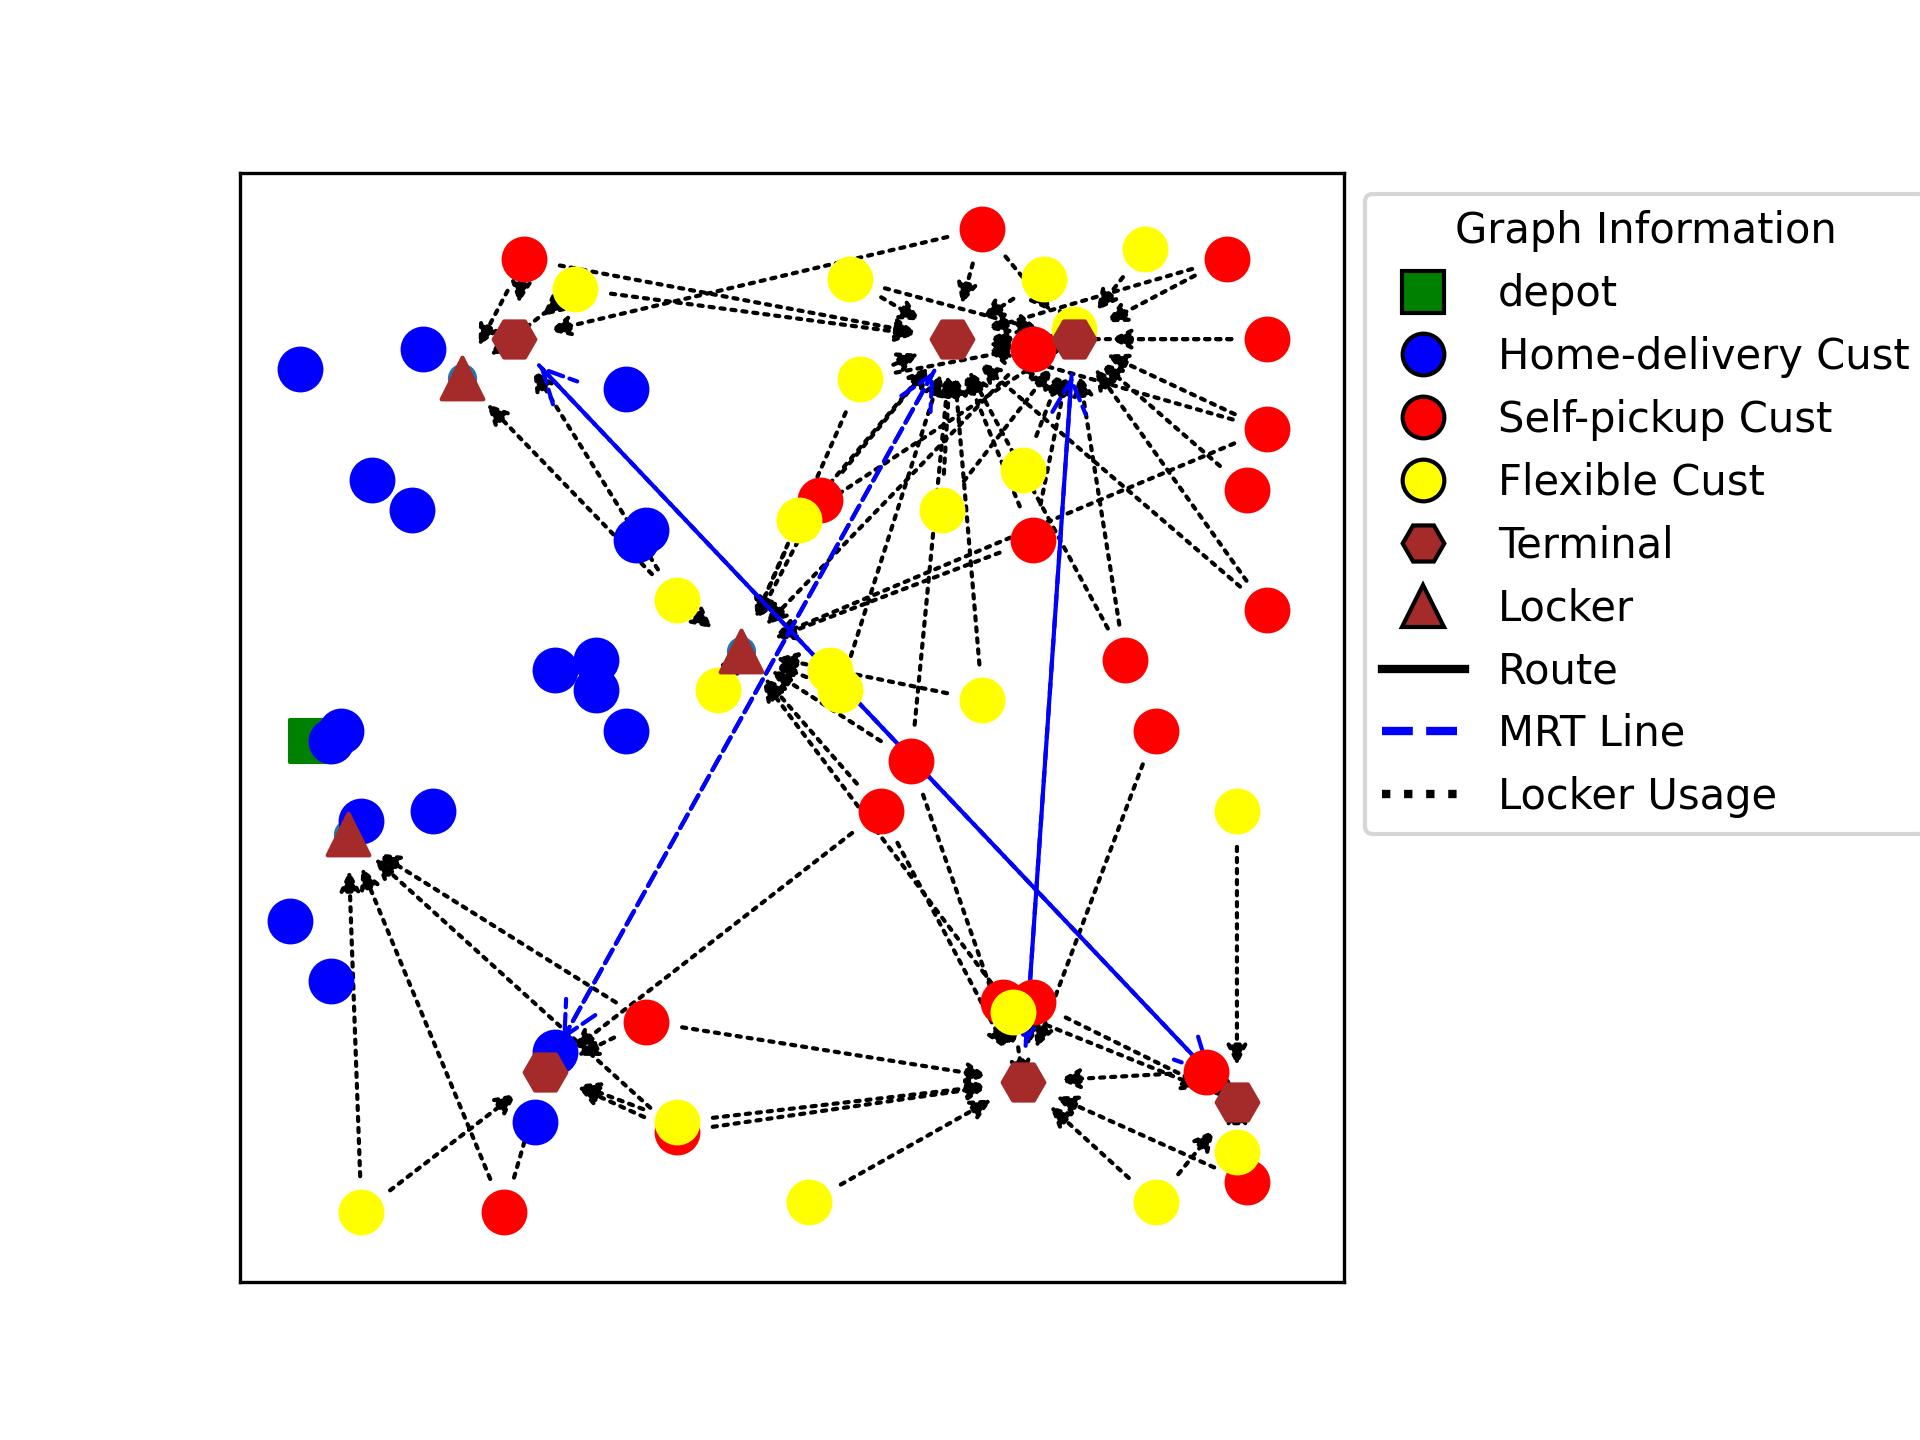 Graph Information
depot
Home-delivery Cust
Self-pickup Cust
Flexible Cust
Terminal
Locker
Route
MRT Line
Locker Usage